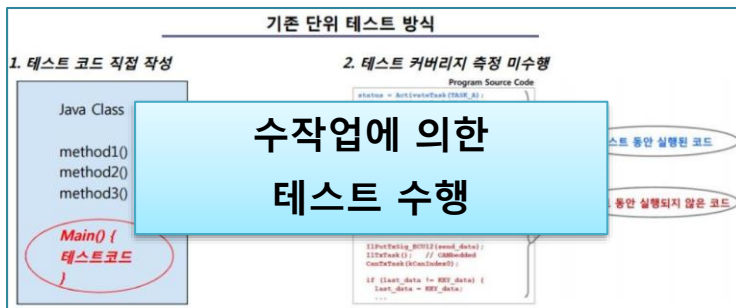 기존 단위 테스트 방식
1. 테스트 코드 직접 작성
2. 테스트 커버리지 측정 미수행
Program Source Code
status = ActivateTask(TASK_A);
Java Class
method1()
method2()
method3()
Main() {
테스트코드
}
수작업에 의한
테스트 수행
스트 동안 실행된 코드
동안 실행되지 않은 코드
IlPutTxSig_ECU12(send_data);
IlTxTask(); // CANbedded
CanTxTask(kCanIndex0);
if (last_data != KEY_data) {
last_data = KEY_data;
...